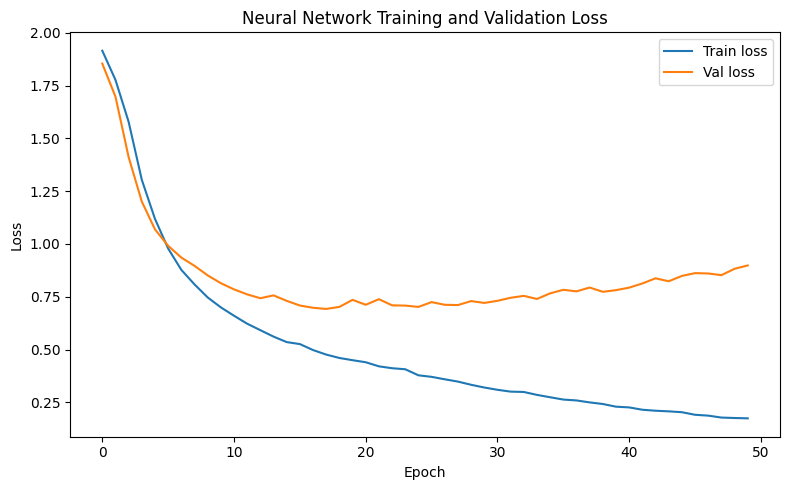 Neural Network Training and Validation Loss
Train loss
Val loss
Loss
2.00
1.75
1.50
1.25
1.00
0.75
0.50
0.25
0
10
20
30
40
50
Epoch